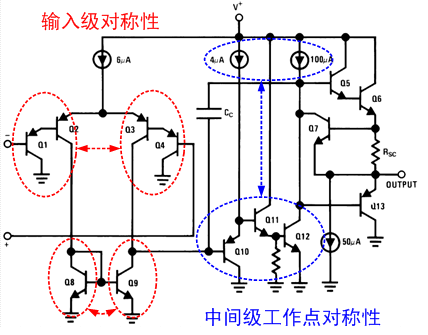 输入级对称性
V+
6μA
4μA
100μA
Q5
Q6
Q2
Q3
CC
Q7
Q1
Q4
RSC
OUTPUT
Q11
Q13
+
Q10
Q12
50μA
Q8
Q9
中间级工作点对称性